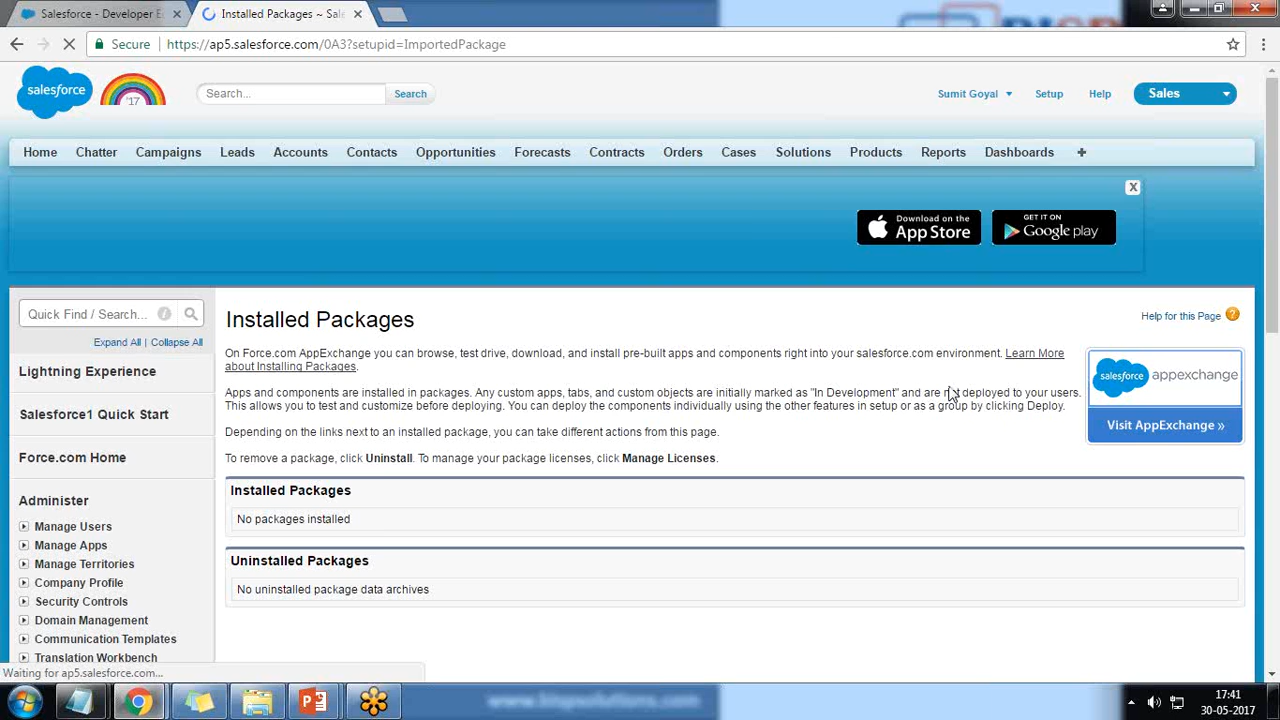 Salesforce - Developer E
Installed Packages ~ Sal
Secure
https://ap5.salesforce.com/0A3?setupid=ImportedPackage
salesforce
'17
Search...
Search
Sumit Goyal
Setup
Help
Sales
Home
Chatter
Campaigns
Leads
Accounts
Contacts
Opportunities
Forecasts
Contracts
Orders
Cases
Solutions
Products
Reports
Dashboards
+
X
Download on the
App Store
GET IT ON
Google play
Quick Find / Search...
Expand All | Collapse All
Lightning Experience
Salesforce1 Quick Start
Force.com Home
Administer
Manage Users
Manage Apps
Manage Territories
Company Profile
Security Controls
Domain Management
Communication Templates
Translation Workbench
Installed Packages
Help for this Page
On Force.com AppExchange you can browse, test drive, download, and install pre-built apps and components right into your salesforce.com environment. Learn More
about Installing Packages.
Apps and components are installed in packages. Any custom apps, tabs, and custom objects are initially marked as "In Development" and are not deployed to your users.
This allows you to test and customize before deploying. You can deploy the components individually using the other features in setup or as a group by clicking Deploy.
Depending on the links next to an installed package, you can take different actions from this page.
To remove a package, click Uninstall. To manage your package licenses, click Manage Licenses.
salesforce appexchange
Visit AppExchange »
Installed Packages
No packages installed
Uninstalled Packages
No uninstalled package data archives
Waiting for ap5.salesforce.com...
17:41
30-05-2017